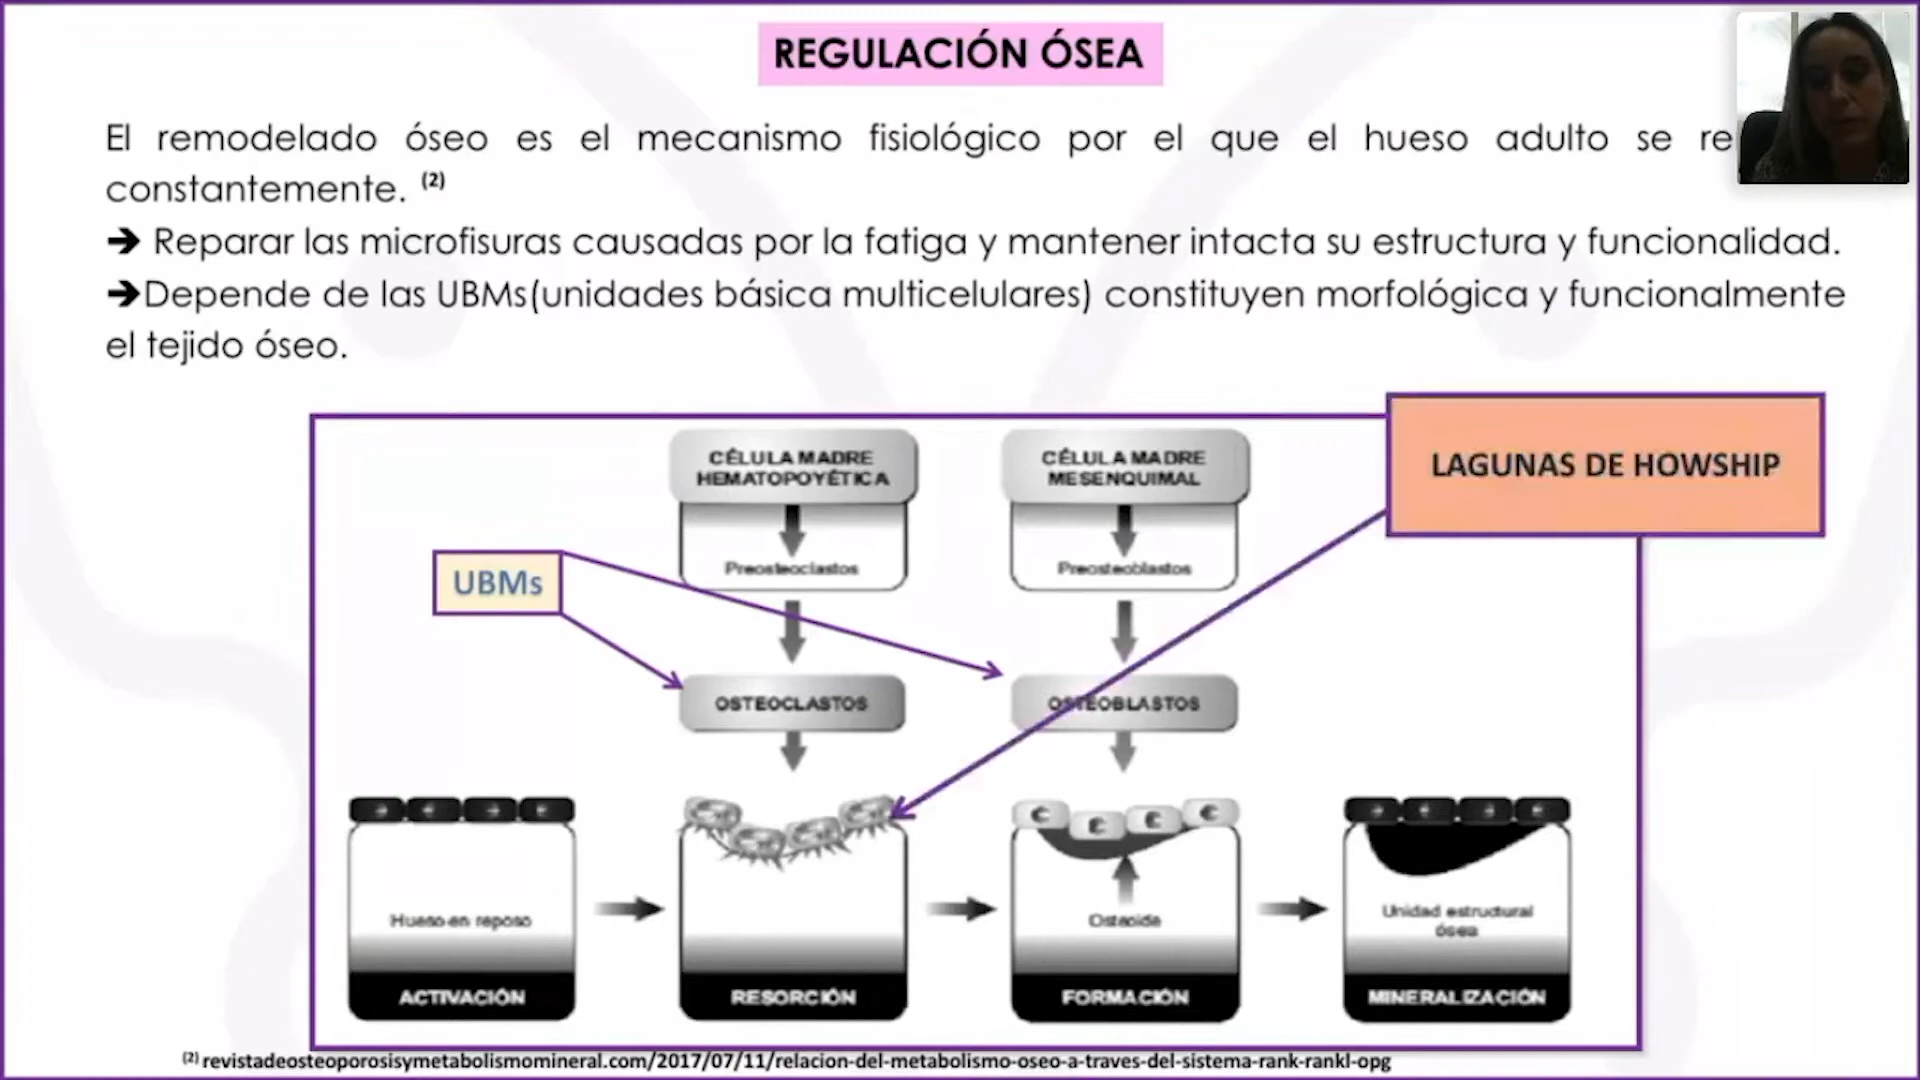 REGULACIÓN ÓSEA
El remodelado óseo es el mecanismo fisiológico por el que el hueso adulto se re
constantemente. (2)
➔ Reparar las microfisuras causadas por la fatiga y mantener intacta su estructura y funcionalidad.
➔Depende de las UBMs(unidades básica multicelulares) constituyen morfológica y funcionalmente
el tejido óseo.
LAGUNAS DE HOWSHIP
CÉLULA MADRE
HEMATOPOYÉTICA
CÉLULA MADRE
MESENQUIMAL
Preosteoclastos
Preosteoblastos
UBMs
OSTEOCLASTOS
OSTEOBLASTOS
Hueso en reposo
Osteoide
Unidad estructural
ósea
ACTIVACIÓN
RESORCIÓN
FORMACIÓN
MINERALIZACIÓN
(2) revistadeosteoporosisymetabolismomineral.com/2017/07/11/relacion-del-metabolismo-oseo-a-traves-del-sistema-rank-rankl-opg